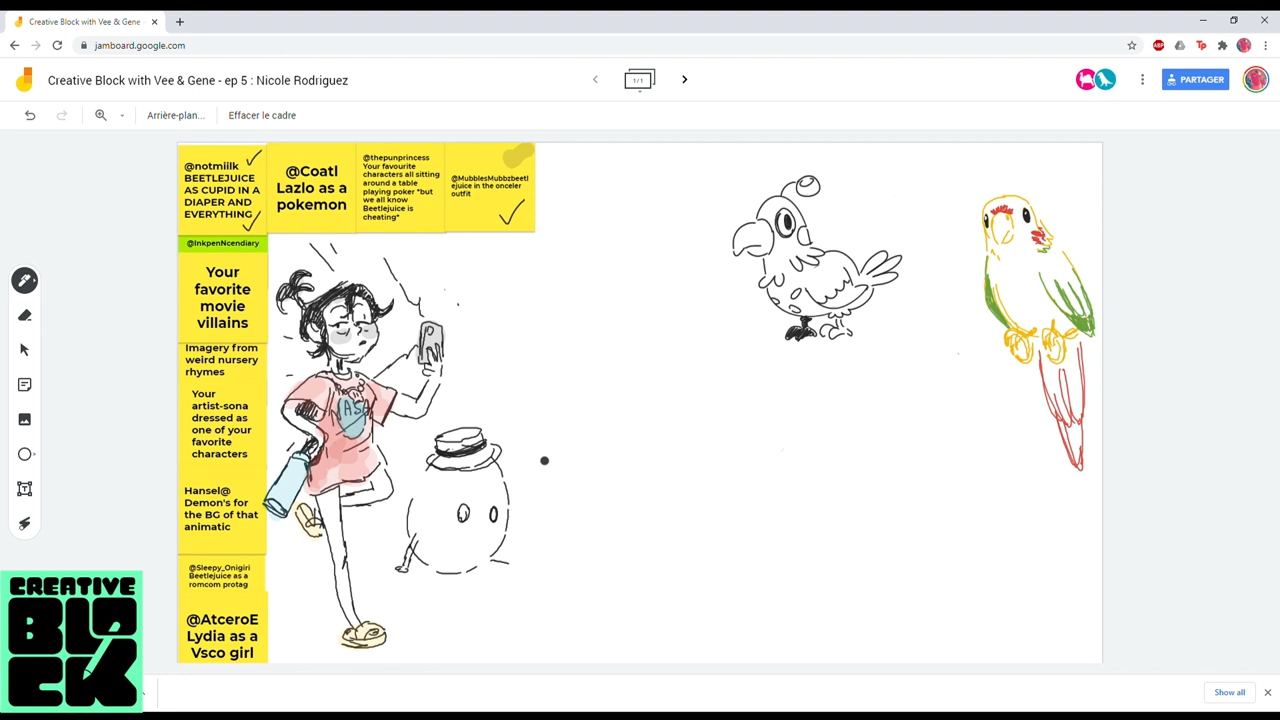 Creative Block with Vee & Gene -
jamboard.google.com
ABP
Tp
Creative Block with Vee & Gene - ep 5 : Nicole Rodriguez
1/1
PARTAGER
Arrière-plan...
Effacer le cadre
@notmiilk
BEETLEJUICE
AS CUPID IN A
DIAPER AND
EVERYTHING
@Coatl
Lazlo as a
pokemon
@thepunprincess
Your favourite
characters all sitting
around a table
playing poker *but
we all know
Beetlejuice is
cheating*
@MubblesMubbzbeetl
ejuice in the onceler
outfit
@InkpenNcendiary
Your
favorite
movie
villains
Imagery from
weird nursery
rhymes
Your
artist-sona
dressed as
one of your
favorite
characters
Hansel@
Demon's for
the BG of that
animatic
@Sleepy_Onigiri
Beetlejuice as a
romcom protag
@AtceroE
Lydia as a
Vsco girl
CREATIVE
BLOCK
Show all